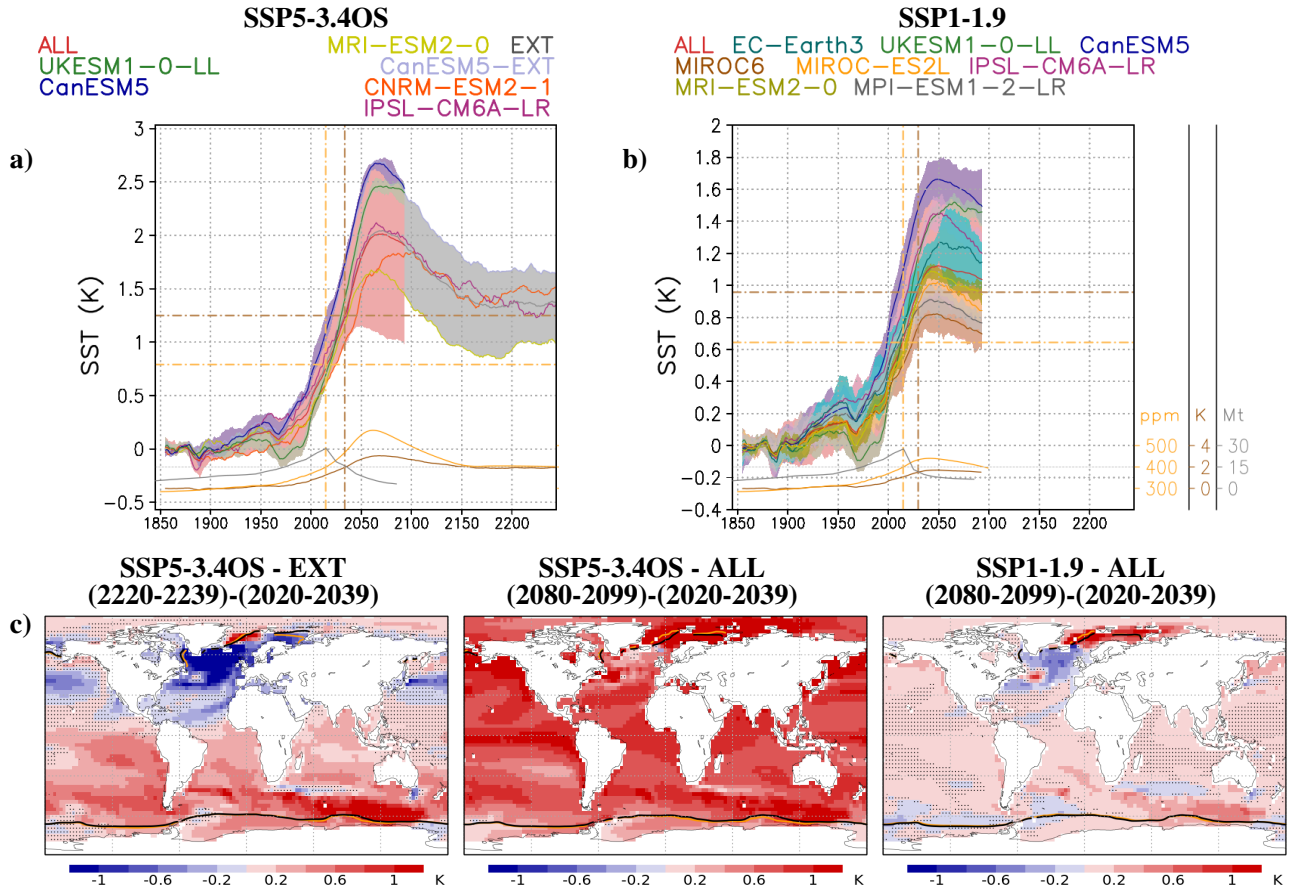 SSP5-3.4OS
ALL MRI-ESM2-0 EXT
UKESM1-0-LL CanESM5-EXT
CanESM5 CNRM-ESM2-1
IPSL-CM6A-LR
a)
SST (K)
3
2.5
2
1.5
1
0.5
0
-0.5
1850 1900 1950 2000 2050 2100 2150 2200
SSP1-1.9
ALL EC-Earth3 UKESM1-0-LL CanESM5
MIROC6 MIROC-ES2L IPSL-CM6A-LR
MRI-ESM2-0 MPI-ESM1-2-LR
b)
SST (K)
2
1.8
1.6
1.4
1.2
1
0.8
0.6
0.4
0.2
0
-0.2
-0.4
1850 1900 1950 2000 2050 2100 2150 2200
ppm K Mt
500 4 30
400 2 15
300 0 0
SSP5-3.4OS - EXT
(2220-2239)-(2020-2039)
SSP5-3.4OS - ALL
(2080-2099)-(2020-2039)
SSP1-1.9 - ALL
(2080-2099)-(2020-2039)
c)
-1 -0.6 -0.2 0.2 0.6 1 K
-1 -0.6 -0.2 0.2 0.6 1 K
-1 -0.6 -0.2 0.2 0.6 1 K